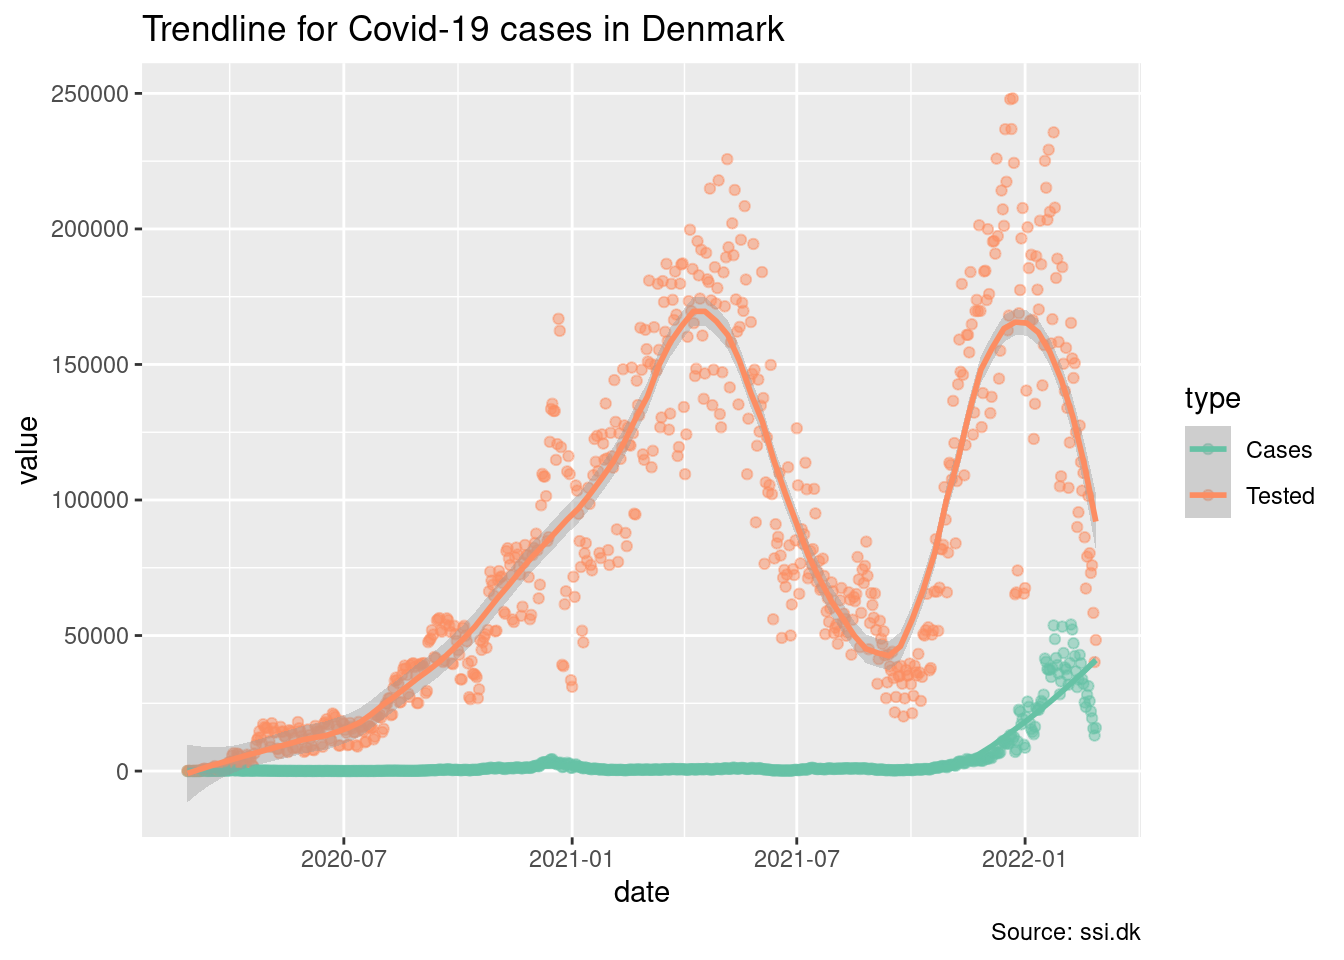 Trendline for Covid-19 cases in Denmark
250000
200000
150000
100000
50000
0
value
2020-07
2021-01
2021-07
2022-01
date
type
Cases
Tested
Source: ssi.dk